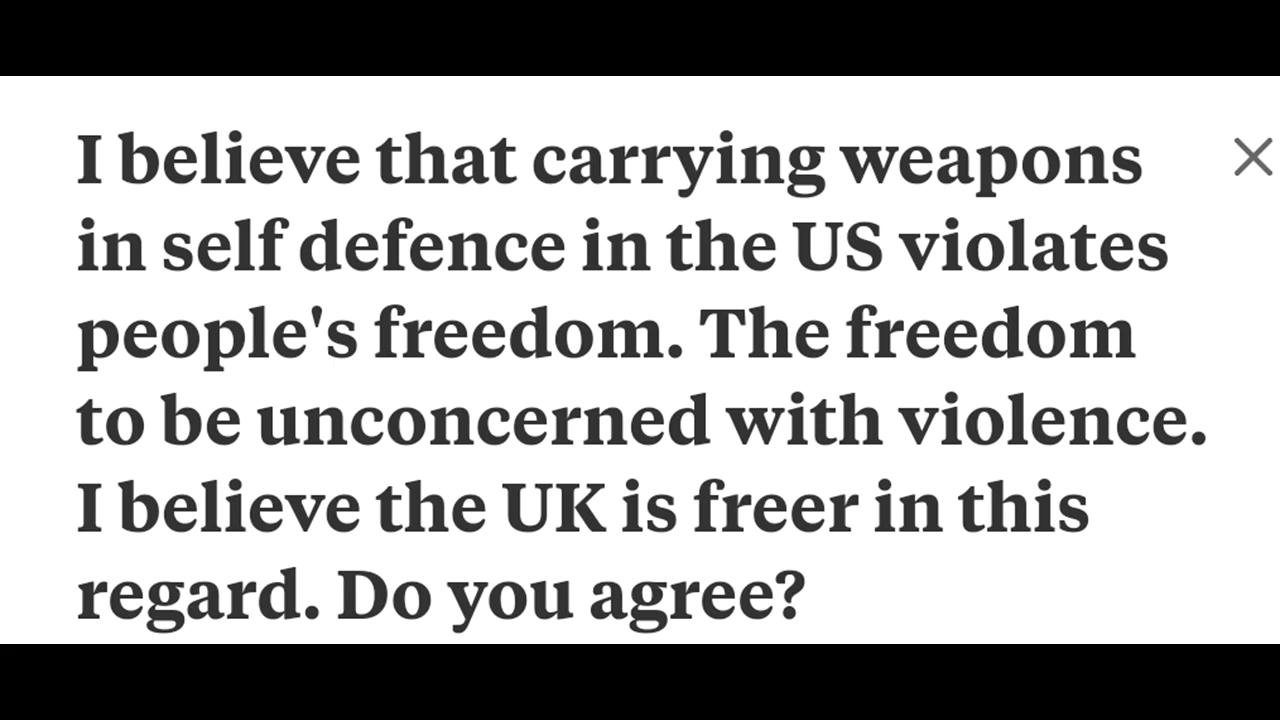 I believe that carrying weapons
in self defence in the US violates
people's freedom. The freedom
to be unconcerned with violence.
I believe the UK is freer in this
regard. Do you agree?